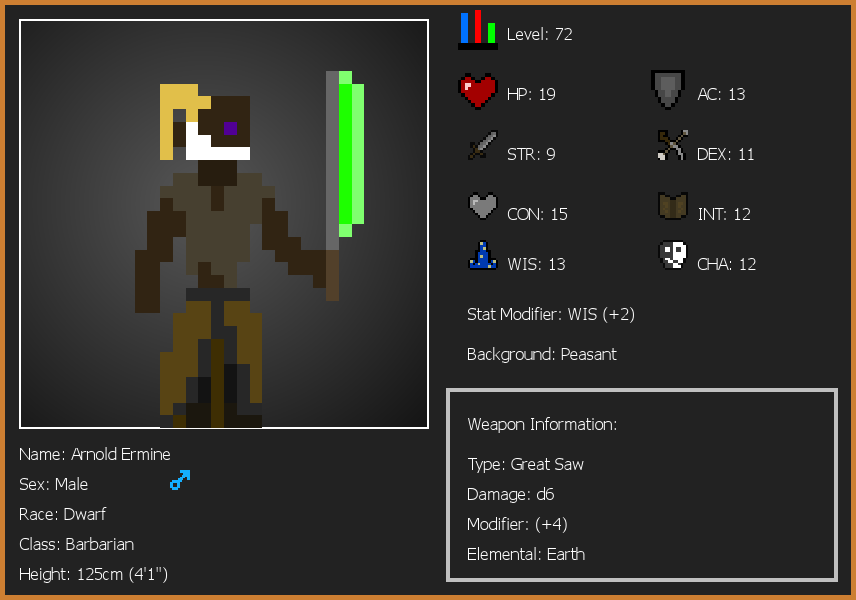 Level: 72
HP: 19
AC: 13
STR: 9
DEX: 11
CON: 15
INT: 12
WIS: 13
CHA: 12
Stat Modifier: WIS (+2)
Background: Peasant
Weapon Information:
Type: Great Saw
Damage: d6
Modifier: (+4)
Elemental: Earth
Name: Arnold Ermine
Sex: Male
Race: Dwarf
Class: Barbarian
Height: 125cm (4'1")